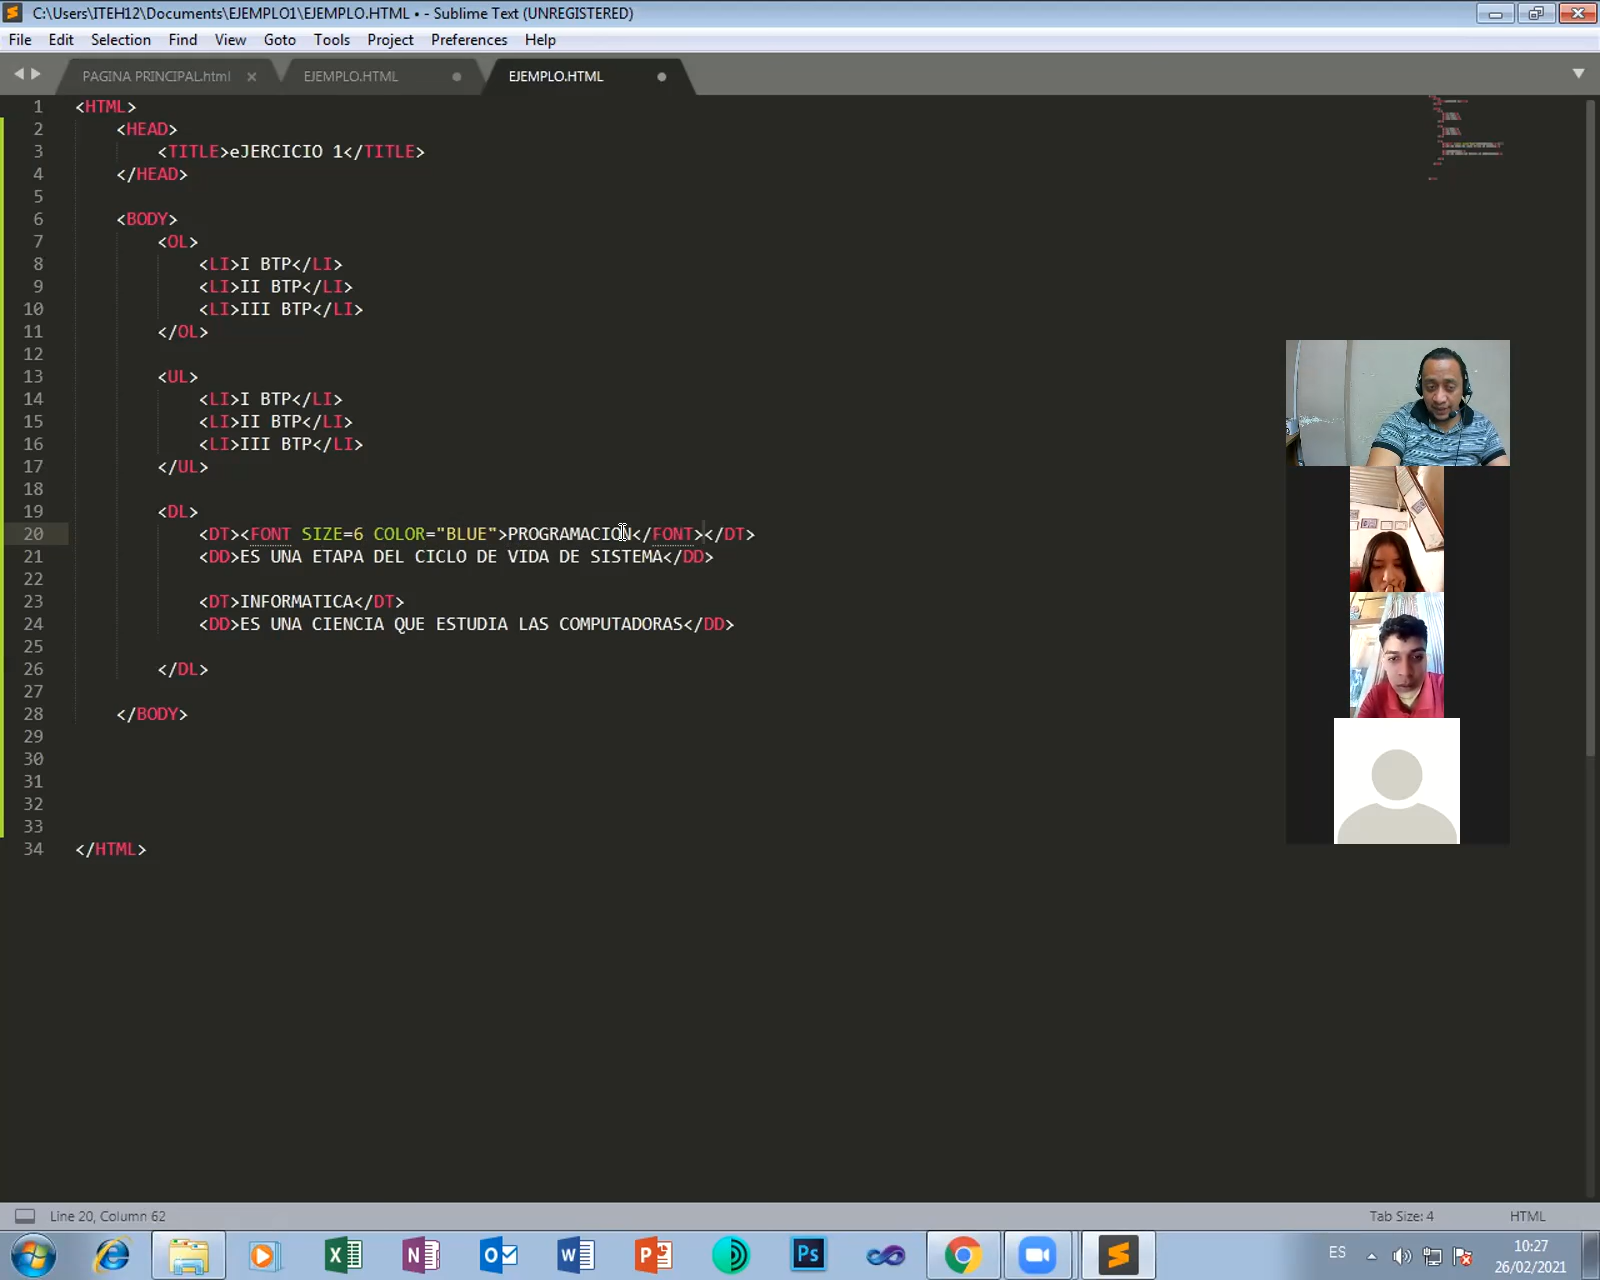 C:\Users\ITEH12\Documents\EJEMPLO1\EJEMPLO.HTML • - Sublime Text (UNREGISTERED)
File Edit Selection Find View Goto Tools Project Preferences Help
PAGINA PRINCIPAL.html EJEMPLO.HTML EJEMPLO.HTML
1 <HTML>
2 <HEAD>
3 <TITLE>eJERCICIO 1</TITLE>
4 </HEAD>
5
6 <BODY>
7 <OL>
8 <LI>I BTP</LI>
9 <LI>II BTP</LI>
10 <LI>III BTP</LI>
11 </OL>
12
13 <UL>
14 <LI>I BTP</LI>
15 <LI>II BTP</LI>
16 <LI>III BTP</LI>
17 </UL>
18
19 <DL>
20 <DT><FONT SIZE=6 COLOR="BLUE">PROGRAMACION</FONT></DT>
21 <DD>ES UNA ETAPA DEL CICLO DE VIDA DE SISTEMA</DD>
22
23 <DT>INFORMATICA</DT>
24 <DD>ES UNA CIENCIA QUE ESTUDIA LAS COMPUTADORAS</DD>
25
26 </DL>
27
28 </BODY>
29
30
31
32
33
34 </HTML>
Line 20, Column 62 Tab Size: 4 HTML
Ps
ES
10:27
26/02/2021